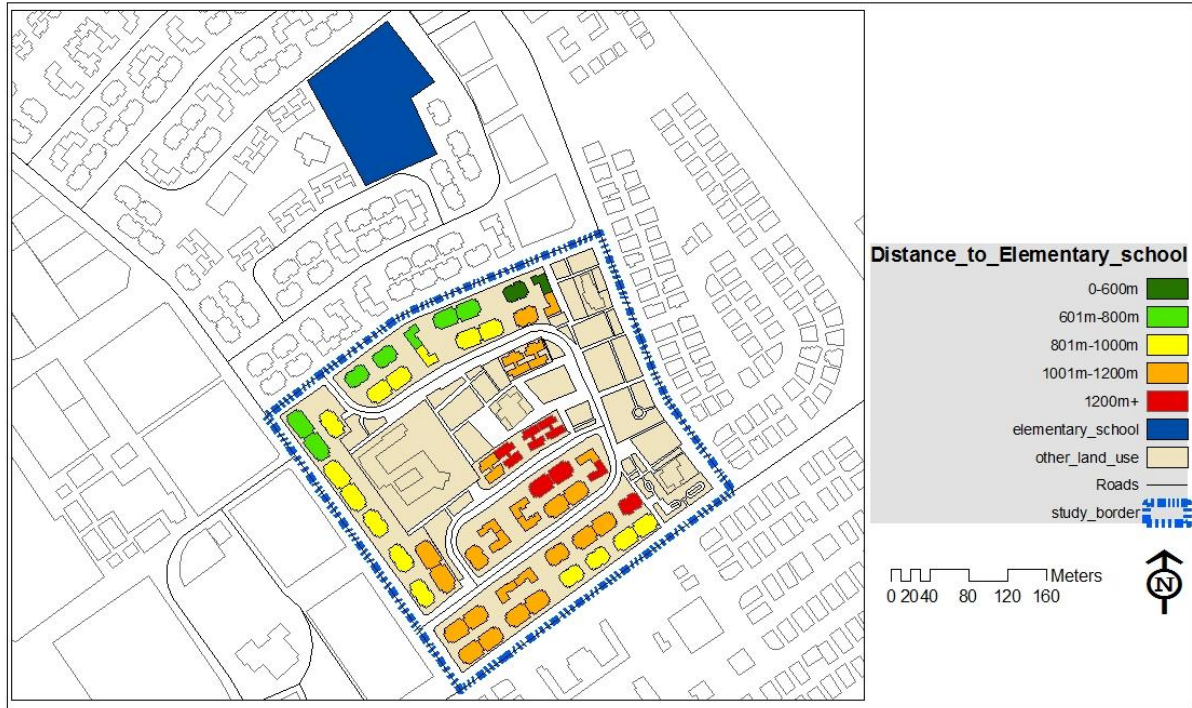 Distance_to_Elementary_school
0-600m
601m-800m
801m-1000m
1001m-1200m
1200m+
elementary_school
other_land_use
Roads
study_border
Meters
0 20 40 80 120 160
N